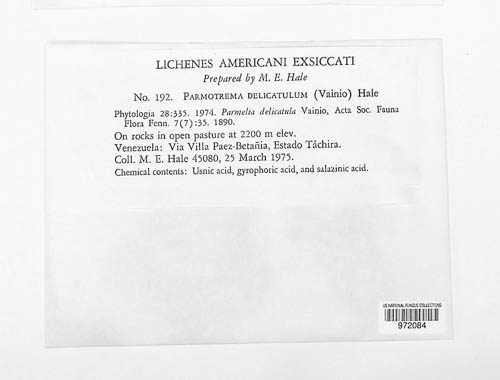 LICHENES AMERICANI EXSICCATI
Prepared by M. E. Hale
No. 192. PARMOTREMA DELICATULUM (Vainio) Hale
Phytologia 28:335. 1974. Parmelia delicatula Vainio, Acta Soc. Fauna
Flora Fenn. 7(7):35. 1890.
On rocks in open pasture at 2200 m elev.
Venezuela: Via Villa Paez-Betañia, Estado Táchira.
Coll. M. E. Hale 45080, 25 March 1975.
Chemical contents: Usnic acid, gyrophoric acid, and salazinic acid.
US NATIONAL FUNGUS COLLECTIONS
972084